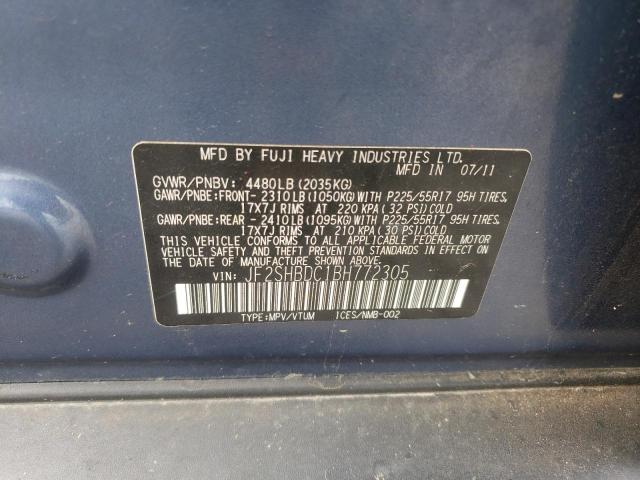 MFD BY FUJI HEAVY INDUSTRIES LTD.
MFD IN 07/11
GVWR/PNBV: 4480LB (2035KG)
GAWR/PNBE:FRONT- 2310LB(1050KG)WITH P225/55R17 95H TIRES,
17X7J RIMS AT 220 KPA(32 PSI)COLD
GAWR/PNBE:REAR - 2410LB(1095KG)WITH P225/55R17 95H TIRES,
17X7J RIMS AT 210 KPA(30 PSI)COLD
THIS VEHICLE CONFORMS TO ALL APPLICABLE FEDERAL MOTOR
VEHICLE SAFETY AND THEFT PREVENTION STANDARDS IN EFFECT
ON THE DATE OF MANUFACTURE SHOWN ABOVE.
VIN: JF2SHBDC1BH772305
TYPE:MPV/VTUM ICES/NMB-002